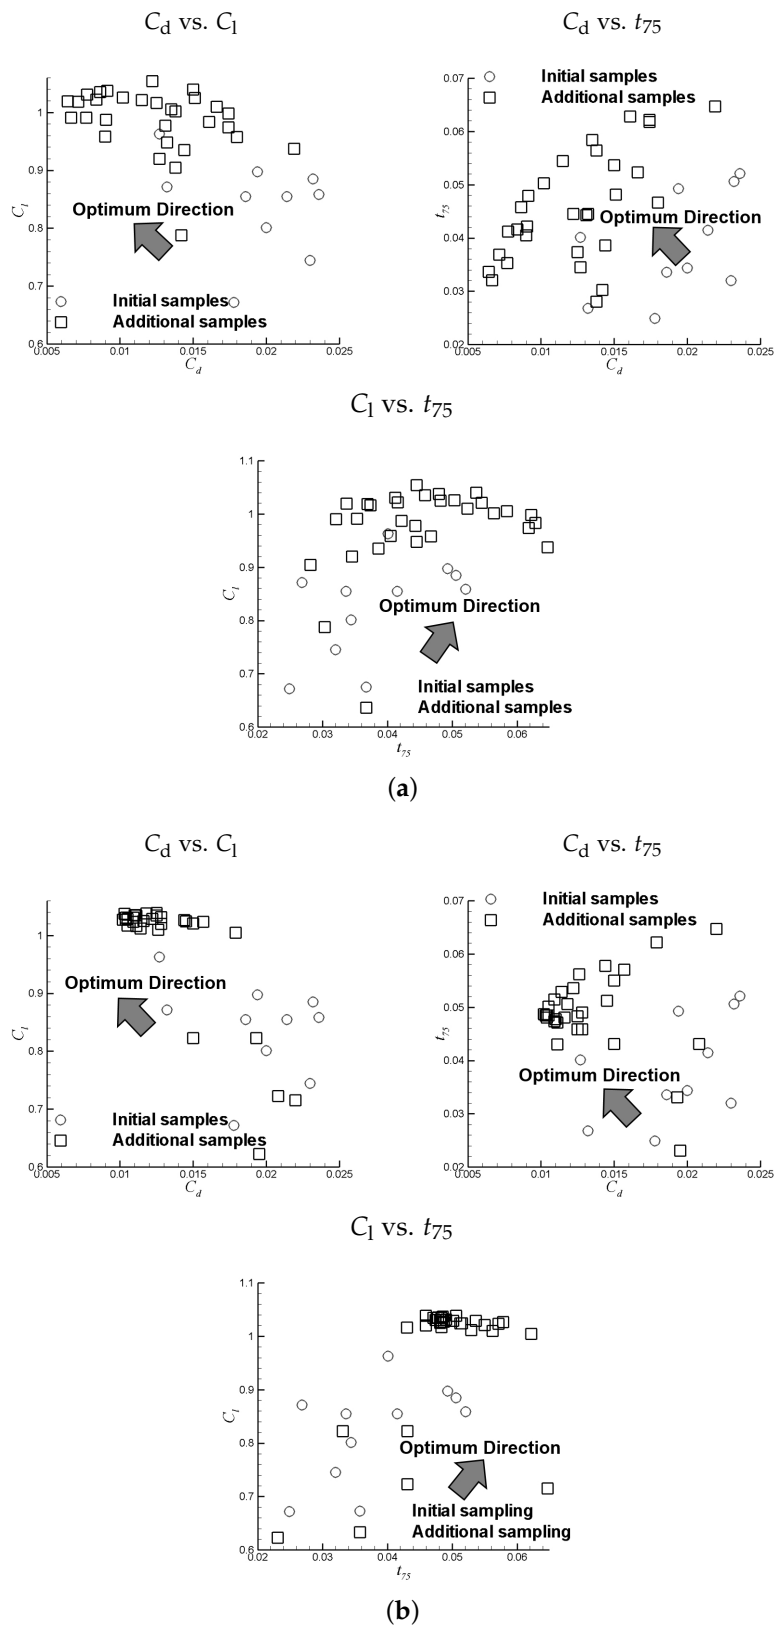 Cd vs. Cl
Cd vs. t75
Cl
1
0.9
0.8
0.7
0.6
Optimum Direction
Initial samples
Additional samples
0.005
0.01
0.015
0.02
0.025
Cd
t75
0.07
0.06
0.05
0.04
0.03
0.02
Initial samples
Additional samples
Optimum Direction
0.005
0.01
0.015
0.02
0.025
Cd
Cl vs. t75
Cl
1.1
1
0.9
0.8
0.7
0.6
Optimum Direction
Initial samples
Additional samples
0.02
0.03
0.04
0.05
0.06
t75
(a)
Cd vs. Cl
Cd vs. t75
Cl
1
0.9
0.8
0.7
0.6
Optimum Direction
Initial samples
Additional samples
0.005
0.01
0.015
0.02
0.025
Cd
t75
0.07
0.06
0.05
0.04
0.03
0.02
Initial samples
Additional samples
Optimum Direction
0.005
0.01
0.015
0.02
0.025
Cd
Cl vs. t75
Cl
1.1
1
0.9
0.8
0.7
0.6
Optimum Direction
Initial sampling
Additional sampling
0.02
0.03
0.04
0.05
0.06
t75
(b)